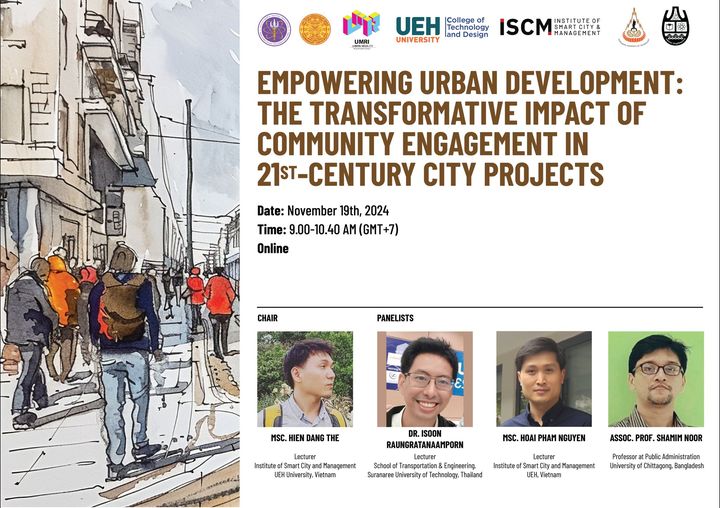 UMRI
UEH
UNIVERSITY
College of
Technology
and Design
ISCM
INSTITUTE OF
SMART CITY &
MANAGEMENT
EMPOWERING URBAN DEVELOPMENT:
THE TRANSFORMATIVE IMPACT OF
COMMUNITY ENGAGEMENT IN
21ST-CENTURY CITY PROJECTS
Date: November 19th, 2024
Time: 9.00-10.40 AM (GMT+7)
Online
CHAIR
PANELISTS
MSC. HIEN DANG THE
Lecturer
Institute of Smart City and Management
UEH University, Vietnam
DR. ISOON
RAUNGRATANAAMPORN
Lecturer
School of Transportation & Engineering,
Suranaree University of Technology, Thailand
MSC. HOAI PHAM NGUYEN
Lecturer
Institute of Smart City and Management
UEH, Vietnam
ASSOC. PROF. SHAMIM NOOR
Professor at Public Administration
University of Chittagong, Bangladesh